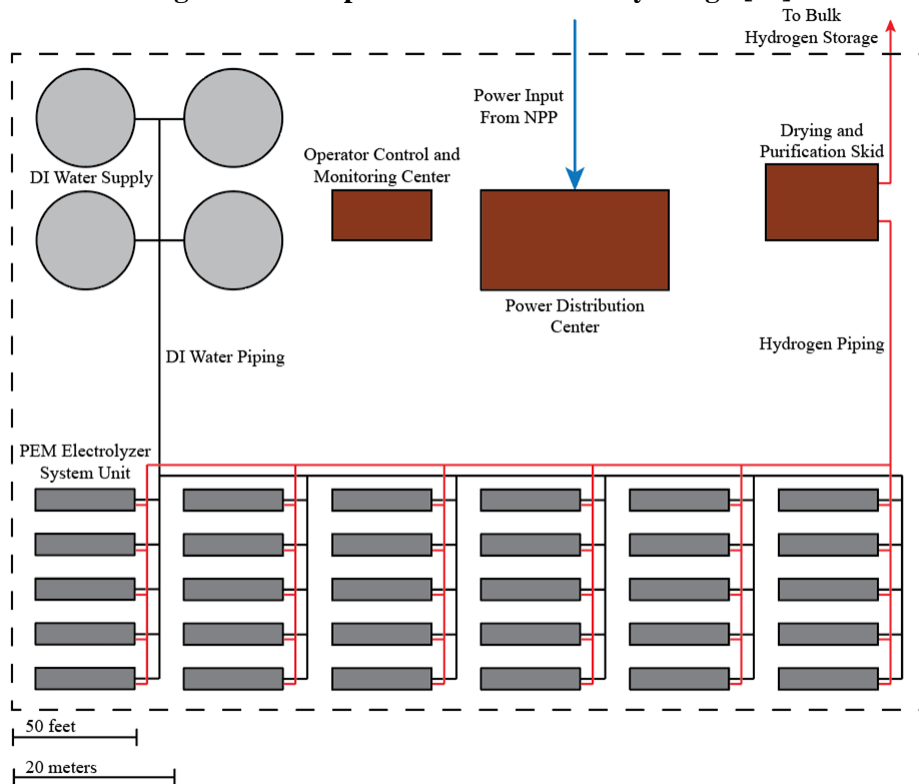 To Bulk
Hydrogen Storage
Power Input
From NPP
Drying and
Purification Skid
Operator Control and
Monitoring Center
DI Water Supply
Power Distribution
Center
Hydrogen Piping
DI Water Piping
PEM Electrolyzer
System Unit
50 feet
20 meters